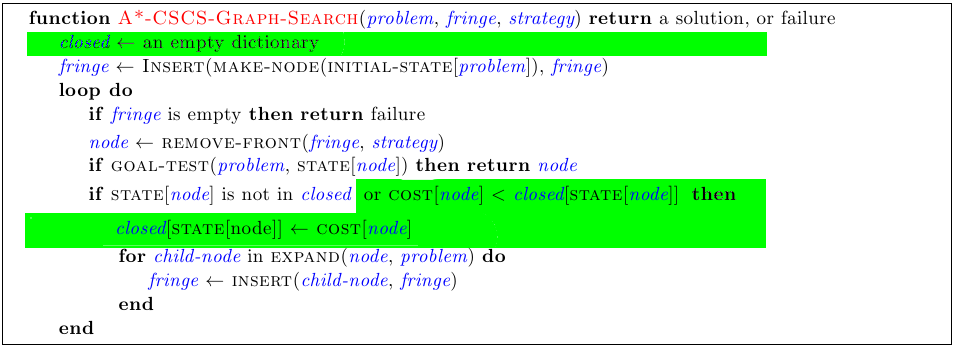 function A*-CSCS-GRAPH-SEARCH(problem, fringe, strategy) return a solution, or failure
closed ← an empty dictionary
fringe ← INSERT(MAKE-NODE(INITIAL-STATE[problem]), fringe)
loop do
if fringe is empty then return failure
node ← REMOVE-FRONT(fringe, strategy)
if GOAL-TEST(problem, STATE[node]) then return node
if STATE[node] is not in closed or COST[node] < closed[STATE[node]] then
closed[STATE[node]] ← COST[node]
for child-node in EXPAND(node, problem) do
fringe ← INSERT(child-node, fringe)
end
end